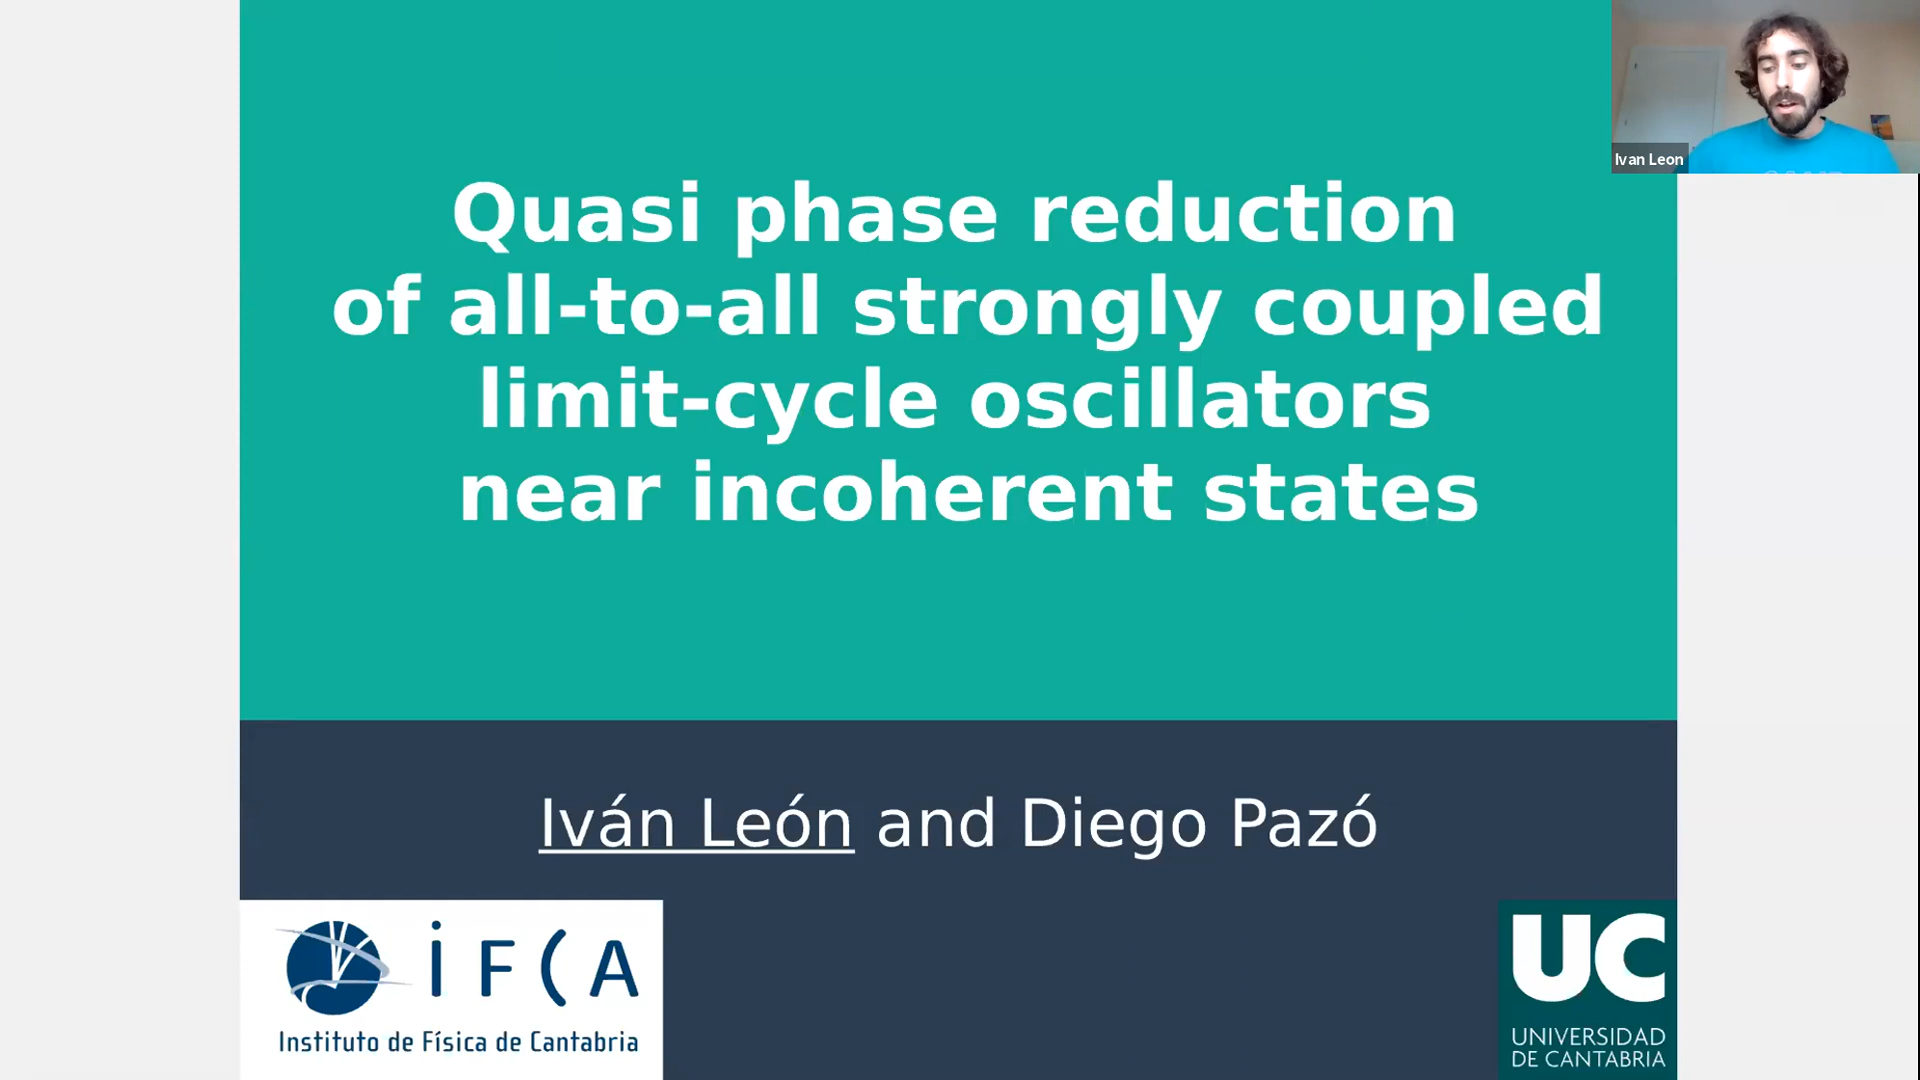 Quasi phase reduction
of all-to-all strongly coupled
limit-cycle oscillators
near incoherent states
Ivan Leon
Iván León and Diego Pazó
iFCA
Instituto de Física de Cantabria
UC
UNIVERSIDAD
DE CANTABRIA